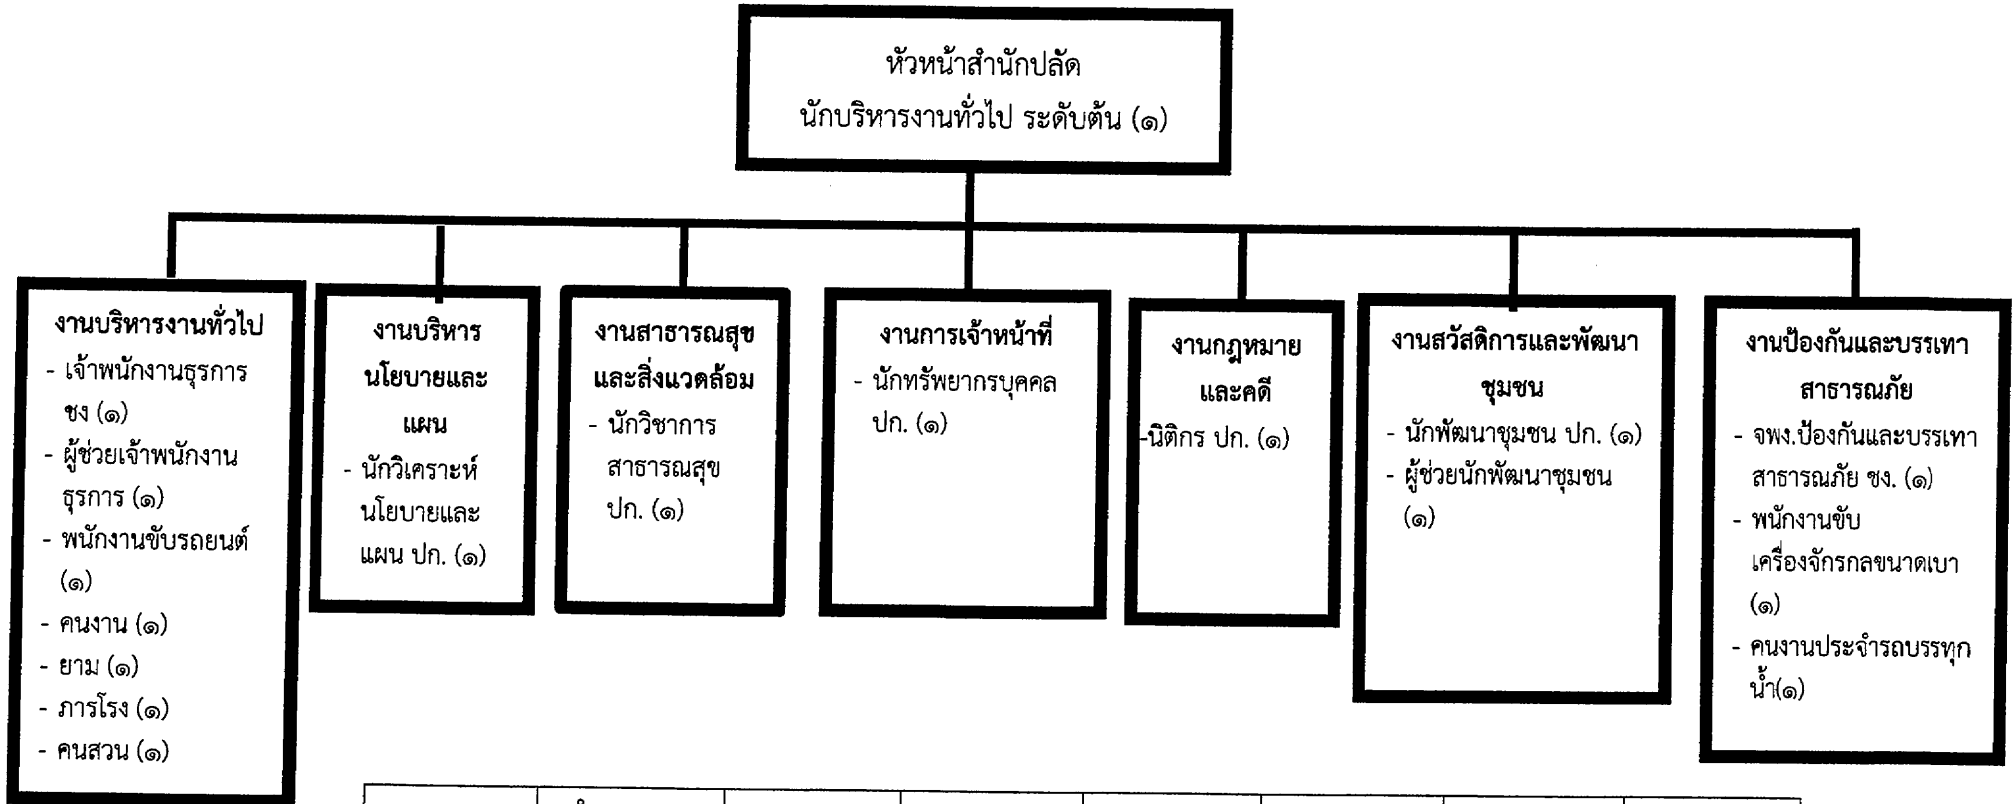 หัวหน้าสำนักปลัด
นักบริหารงานทั่วไป ระดับต้น (๑)
งานบริหารงานทั่วไป
- เจ้าพนักงานธุรการ
ชง (๑)
- ผู้ช่วยเจ้าพนักงาน
ธุรการ (๑)
- พนักงานขับรถยนต์
(๑)
- คนงาน (๑)
- ยาม (๑)
- ภารโรง (๑)
- คนสวน (๑)
งานบริหาร
นโยบายและ
แผน
- นักวิเคราะห์
นโยบายและ
แผน ปก. (๑)
งานสาธารณสุข
และสิ่งแวดล้อม
- นักวิชาการ
สาธารณสุข
ปก. (๑)
งานการเจ้าหน้าที่
- นักทรัพยากรบุคคล
ปก. (๑)
งานกฎหมาย
และคดี
-นิติกร ปก. (๑)
งานสวัสดิการและพัฒนา
ชุมชน
- นักพัฒนาชุมชน ปก. (๑)
- ผู้ช่วยนักพัฒนาชุมชน
(๑)
งานป้องกันและบรรเทา
สาธารณภัย
- จพง.ป้องกันและบรรเทา
สาธารณภัย ชง. (๑)
- พนักงานขับ
เครื่องจักรกลขนาดเบา
(๑)
- คนงานประจำรถบรรทุก
น้ำ(๑)